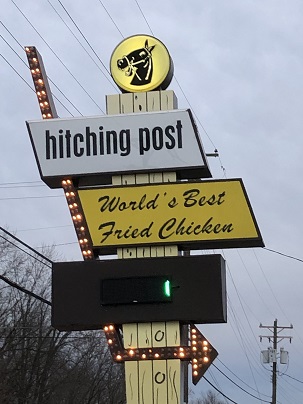 hitching post
World's Best
Fried Chicken